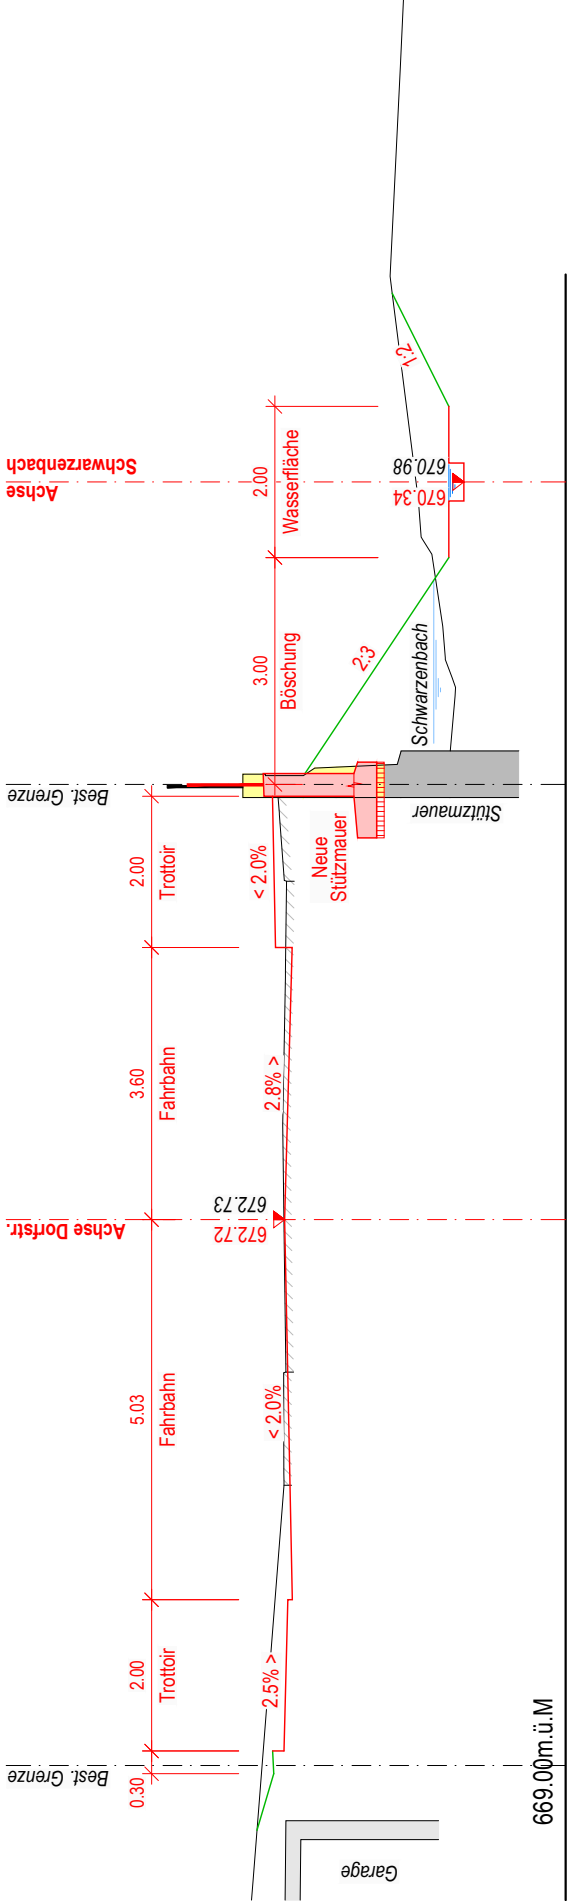 Achse
Schwarzenbach
2.00
Wasserfläche
1:2
670.34
670.98
3.00
Böschung
2:3
Schwarzenbach
Best. Grenze
Stützmauer
Neue
Stützmauer
2.00
Trottoir
< 2.0%
3.60
Fahrbahn
2.8% >
Achse Dorfstr.
672.72
672.73
5.03
Fahrbahn
< 2.0%
2.00
Trottoir
2.5% >
Best. Grenze
0.30
Garage
669.00m.ü.M